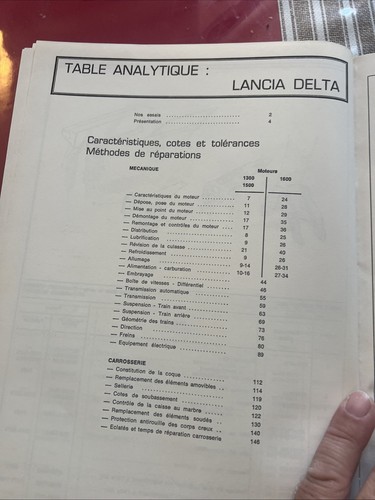 TABLE ANALYTIQUE :
LANCIA DELTA
Nos essais 2
Présentation 4
Caractéristiques, cotes et tolérances
Méthodes de réparations
MECANIQUE Moteurs
1300 1600
1500
— Caractéristiques du moteur 7 24
— Dépose, pose du moteur 11 28
— Mise au point du moteur 12 29
— Démontage du moteur 17 35
— Remontage et contrôles du moteur 17 36
— Distribution 8 25
— Lubrification 9 26
— Révision de la culasse 21 40
— Refroidissement 9 26
— Allumage 9-14 26-31
— Alimentation - carburation 10-16 27-34
— Embrayage 44
— Boîte de vitesses - Différentiel 46
— Transmission automatique 55
— Transmission 59
— Suspension - Train avant 63
— Suspension - Train arrière 69
— Géométrie des trains 73
— Direction 76
— Freins 80
— Equipement électrique 89
CARROSSERIE
— Constitution de la coque 112
— Remplacement des éléments amovibles 114
— Sellerie 119
— Cotes de soubassement 120
— Contrôle de la caisse au marbre 122
— Remplacement des éléments soudés 130
— Protection antirouille des corps creux 140
— Eclatés et temps de réparation carrosserie 146